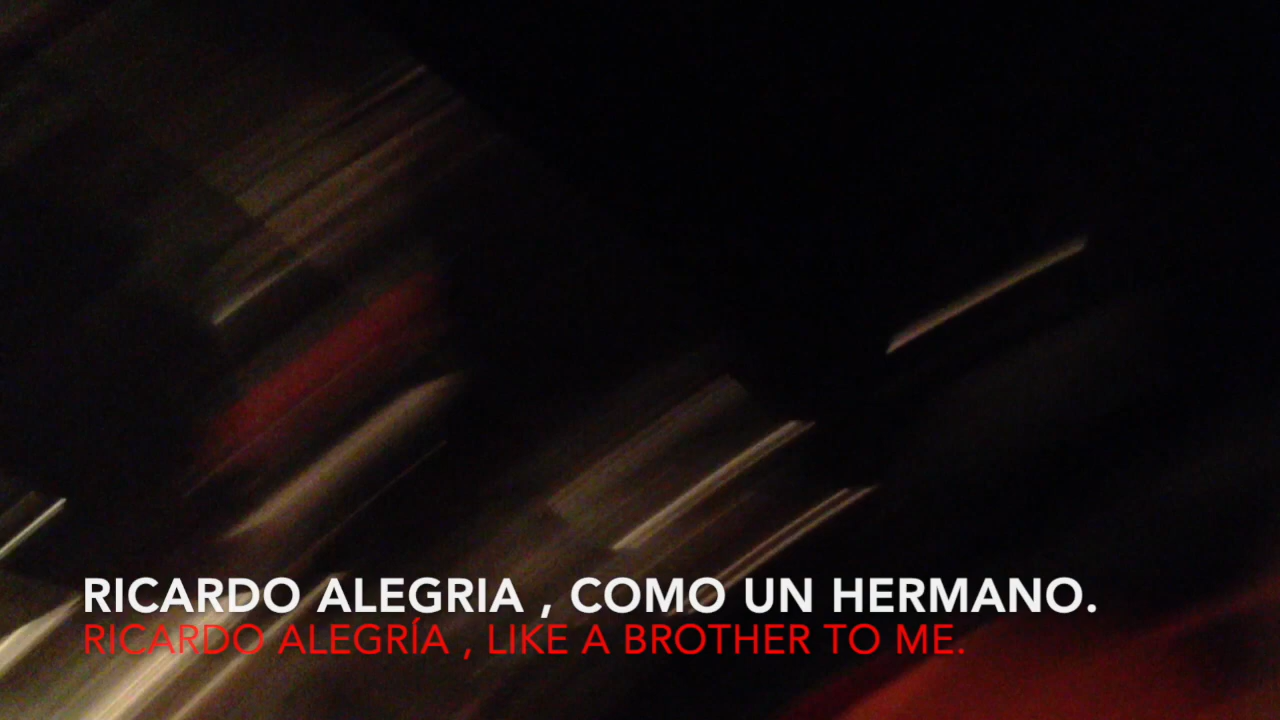 RICARDO ALEGRIA , COMO UN HERMANO.
RICARDO ALEGRÍA , LIKE A BROTHER TO ME.